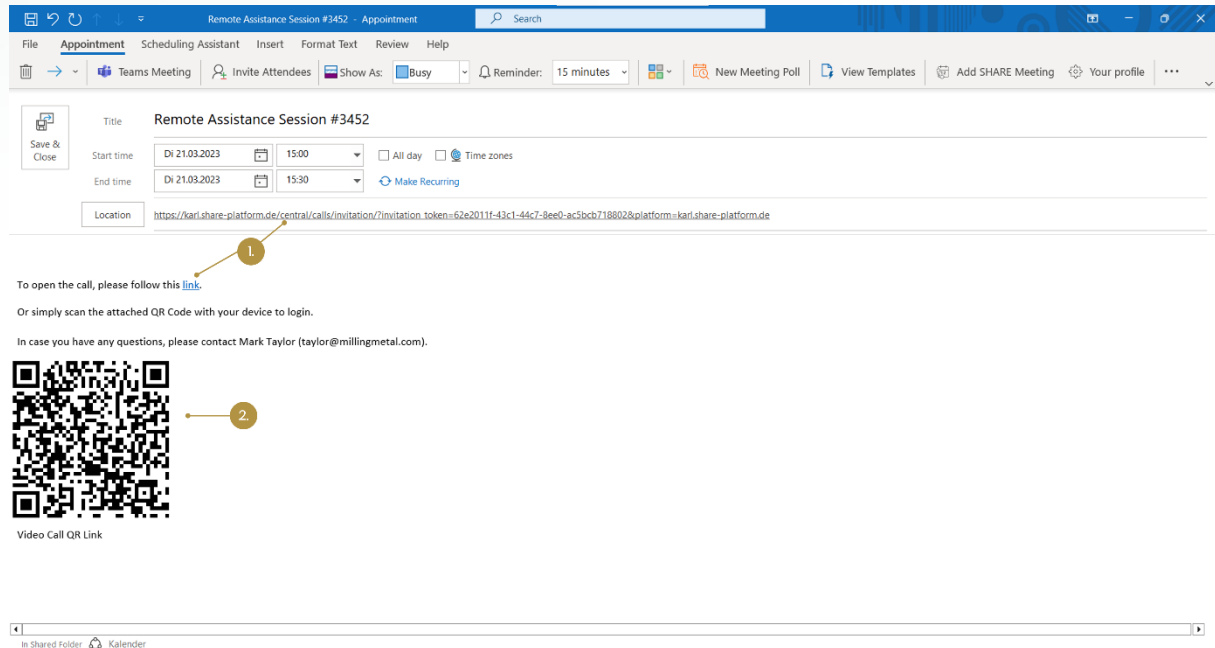 Remote Assistance Session #3452 - Appointment
Search
File Appointment Scheduling Assistant Insert Format Text Review Help
Teams Meeting Invite Attendees Show As: Busy Reminder: 15 minutes New Meeting Poll View Templates Add SHARE Meeting Your profile
Save & Close
Title Remote Assistance Session #3452
Start time Di 21.03.2023 15:00 All day Time zones
End time Di 21.03.2023 15:30 Make Recurring
Location https://karl.share-platform.de/central/calls/invitation/?invitation_token=62e2011f-43c1-44c7-8ee0-ac5bcb718802&platform=karl.share-platform.de
1.
To open the call, please follow this link.
Or simply scan the attached QR Code with your device to login.
In case you have any questions, please contact Mark Taylor (taylor@millingmetal.com).
2.
Video Call QR Link
In Shared Folder Kalender